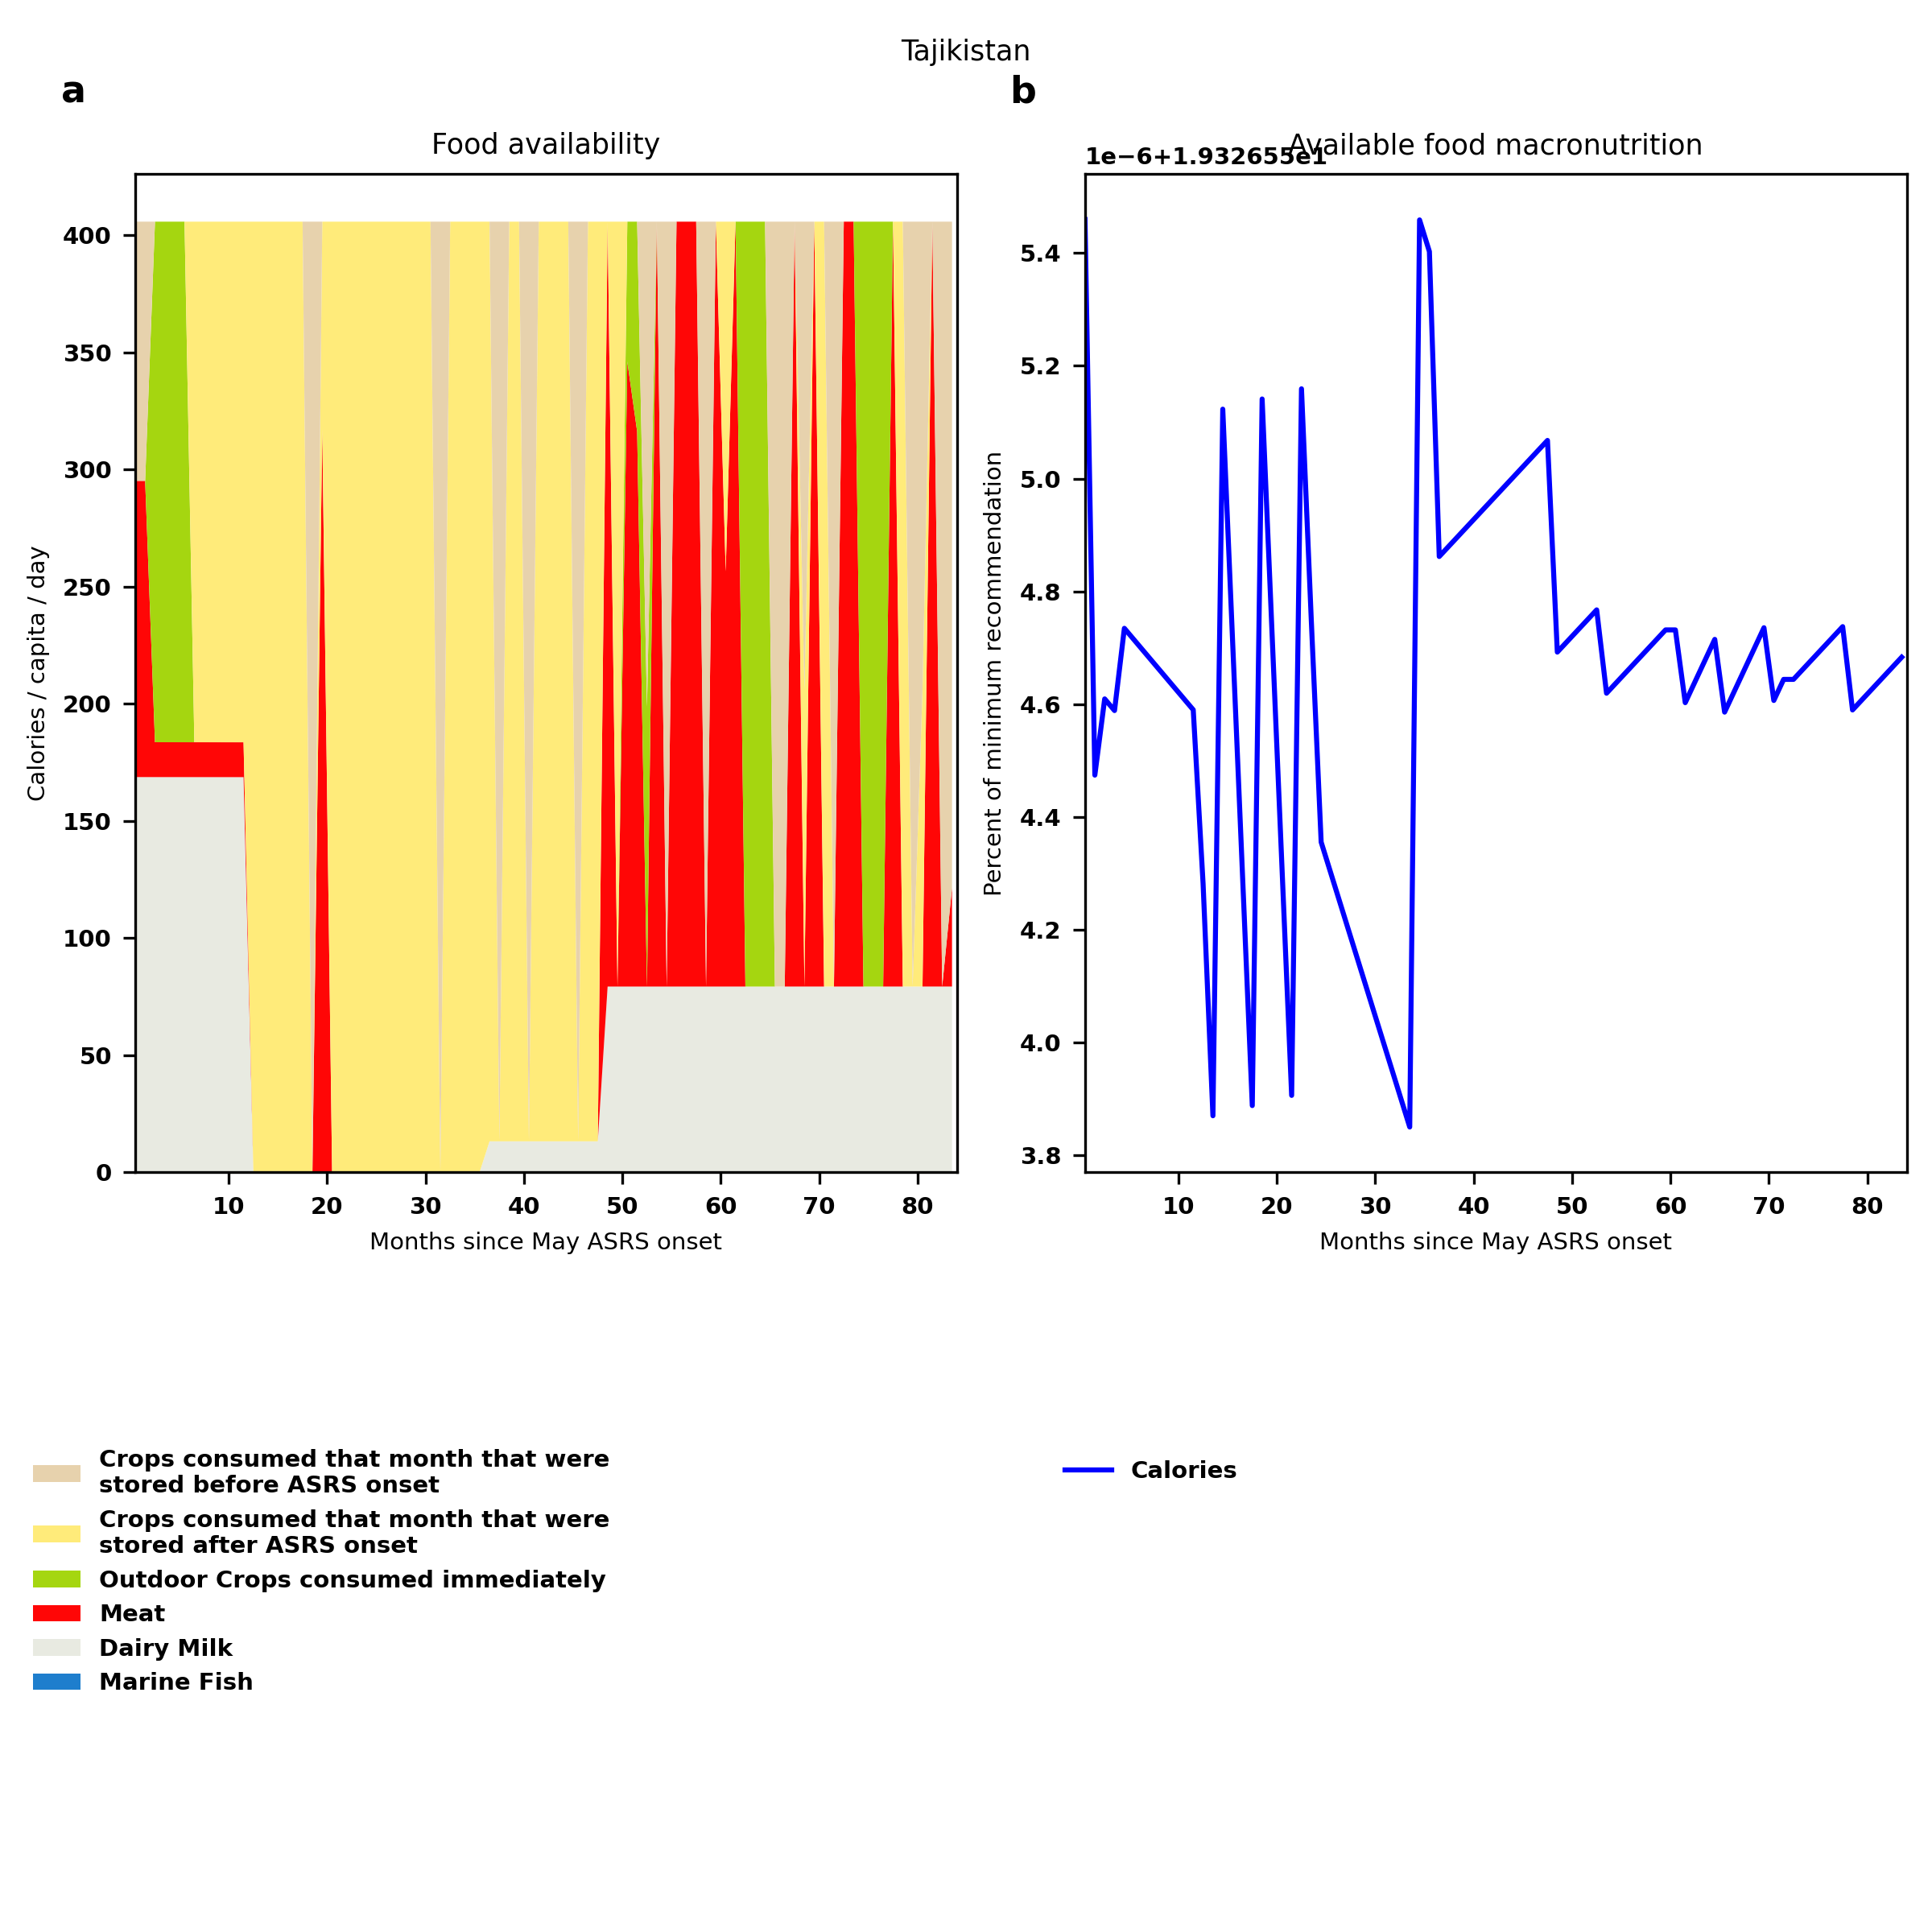 Tajikistan
a
b
Food availability
Available food macronutrition
1e−6+1.932655e1
Calories / capita / day
400
350
300
250
200
150
100
50
0
10 20 30 40 50 60 70 80
Months since May ASRS onset
Percent of minimum recommendation
5.4
5.2
5.0
4.8
4.6
4.4
4.2
4.0
3.8
10 20 30 40 50 60 70 80
Months since May ASRS onset
Crops consumed that month that were
stored before ASRS onset
Crops consumed that month that were
stored after ASRS onset
Outdoor Crops consumed immediately
Meat
Dairy Milk
Marine Fish
Calories